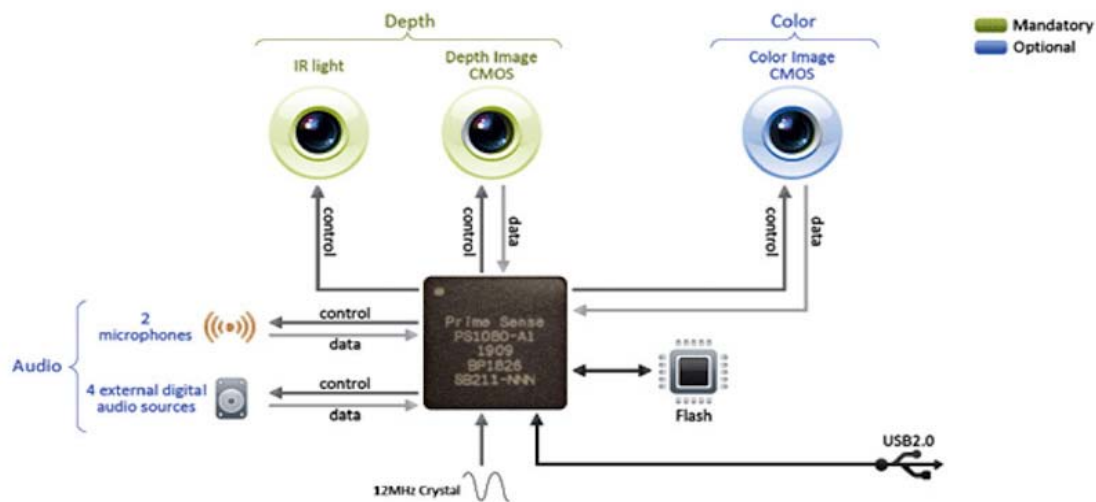 Depth
Color
Mandatory
Optional
IR light
Depth Image
CMOS
Color Image
CMOS
control
control
data
control
data
Audio
2
microphones
control
data
4 external digital
audio sources
control
data
Prime Sense
PS1080-A1
1909
BP1826
SB211-NNN
Flash
USB2.0
12MHz Crystal